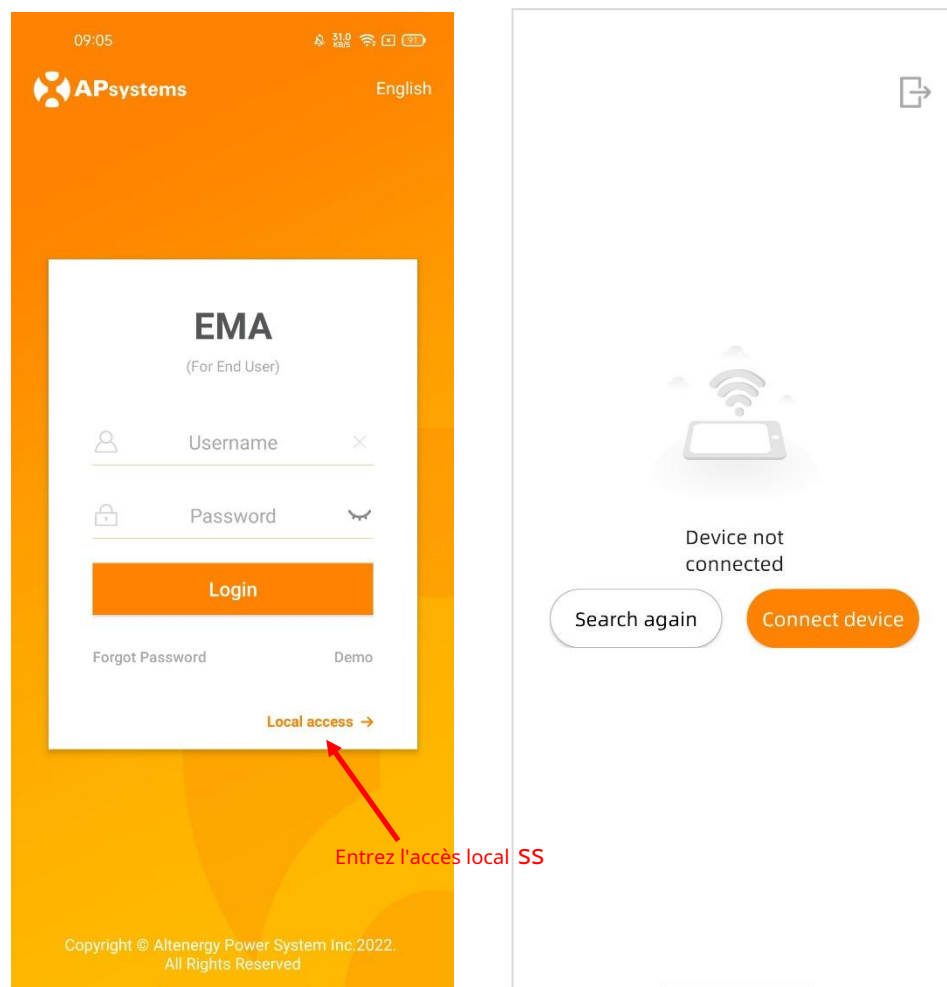 09:05
31.0
KB/S
91
APsystems
English
EMA
(For End User)
Username
Password
Login
Forgot Password
Demo
Local access →
Entrez l'accès local ss
Copyright © Altenergy Power System Inc.2022.
All Rights Reserved
Device not
connected
Search again
Connect device